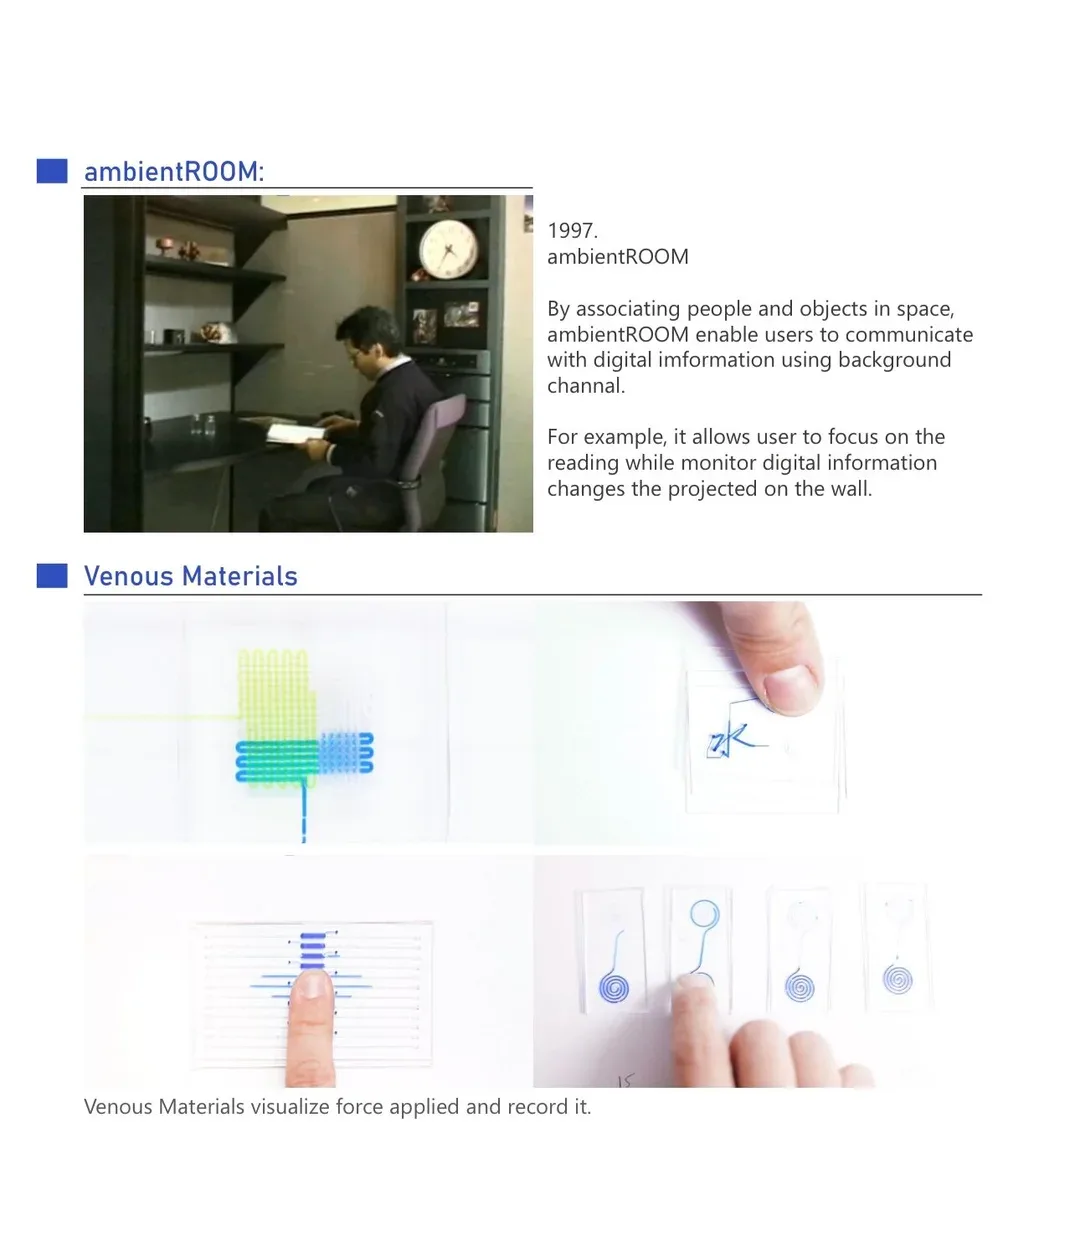 ambientROOM:
1997.
ambientROOM
By associating people and objects in space,
ambientROOM enable users to communicate
with digital imformation using background
channal.
For example, it allows user to focus on the
reading while monitor digital information
changes the projected on the wall.
Venous Materials
15
Venous Materials visualize force applied and record it.